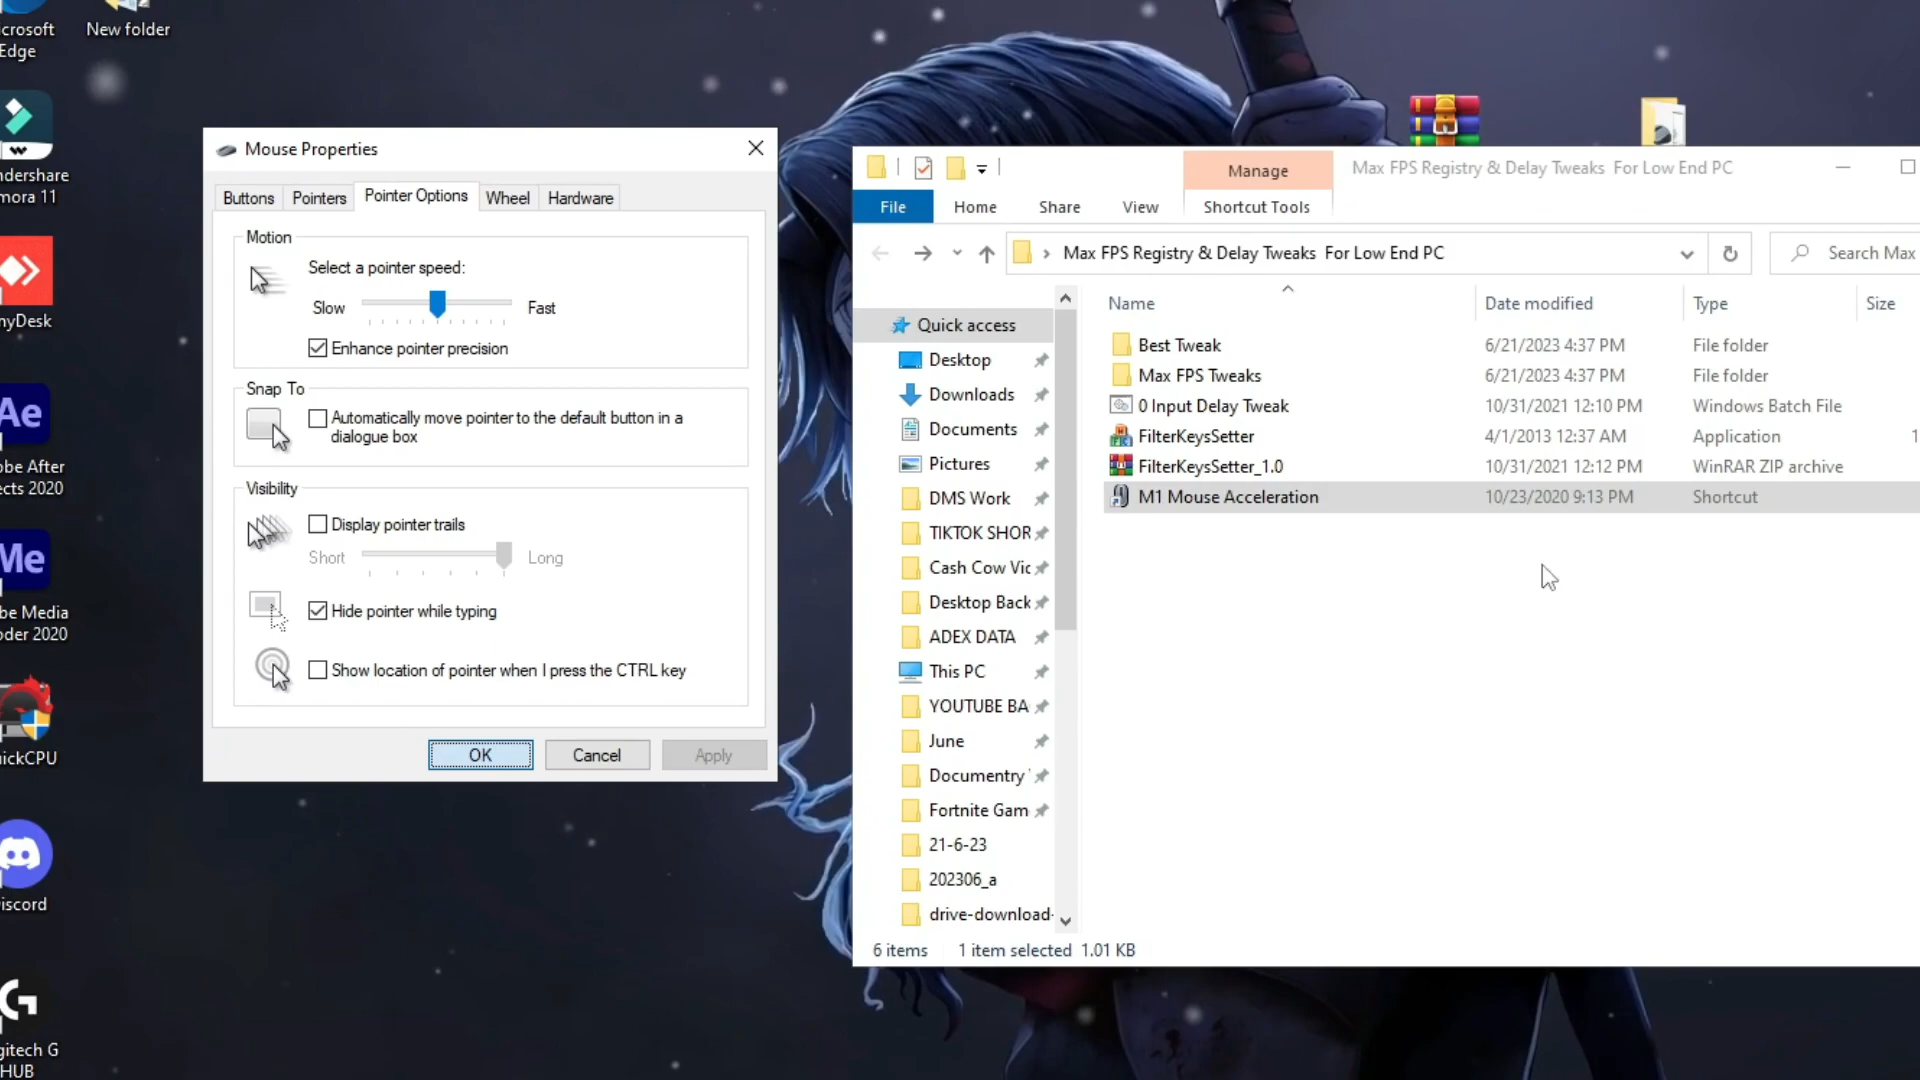 crosoft
Edge
New folder
ndershare
mora 11
nyDesk
Ae
obe After
ects 2020
Me
be Media
oder 2020
uickCPU
iscord
gitech G
HUB
Mouse Properties
Buttons
Pointers
Pointer Options
Wheel
Hardware
Motion
Select a pointer speed:
Slow
Fast
Enhance pointer precision
Snap To
Automatically move pointer to the default button in a
dialogue box
Visibility
Display pointer trails
Short
Long
Hide pointer while typing
Show location of pointer when I press the CTRL key
OK
Cancel
Apply
Manage
Max FPS Registry & Delay Tweaks  For Low End PC
File
Home
Share
View
Shortcut Tools
Max FPS Registry & Delay Tweaks  For Low End PC
Search Max
Name
Date modified
Type
Size
Quick access
Desktop
Downloads
Documents
Pictures
DMS Work
TIKTOK SHOR
Cash Cow Vic
Desktop Back
ADEX DATA
This PC
YOUTUBE BA
June
Documentry
Fortnite Gam
21-6-23
202306_a
drive-download-
Best Tweak
6/21/2023 4:37 PM
File folder
Max FPS Tweaks
6/21/2023 4:37 PM
File folder
0 Input Delay Tweak
10/31/2021 12:10 PM
Windows Batch File
FilterKeysSetter
4/1/2013 12:37 AM
Application
1
FilterKeysSetter_1.0
10/31/2021 12:12 PM
WinRAR ZIP archive
M1 Mouse Acceleration
10/23/2020 9:13 PM
Shortcut
6 items
1 item selected  1.01 KB